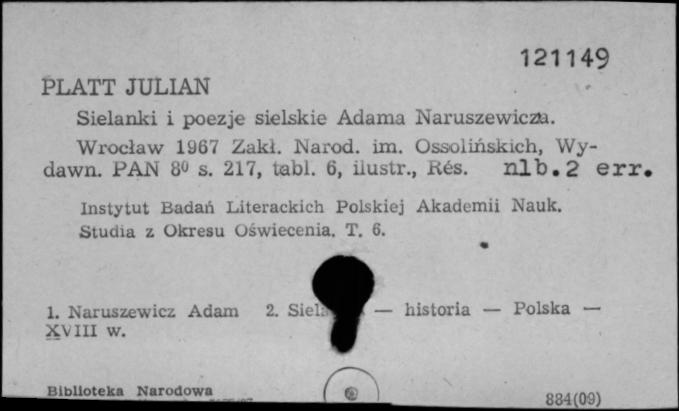 121149
PLATT JULIAN
Sielanki i poezje sielskie Adama Naruszewicza.
Wrocław 1967 Zakł. Narod. im. Ossolińskich, Wy-
dawn. PAN 8⁰ s. 217, tabl. 6, ilustr., Rés. nlb.2 err.
Instytut Badań Literackich Polskiej Akademii Nauk.
Studia z Okresu Oświecenia. T. 6.
1. Naruszewicz Adam 2. — historia — Polska —
XVIII w.
Biblioteka Narodowa
884(09)